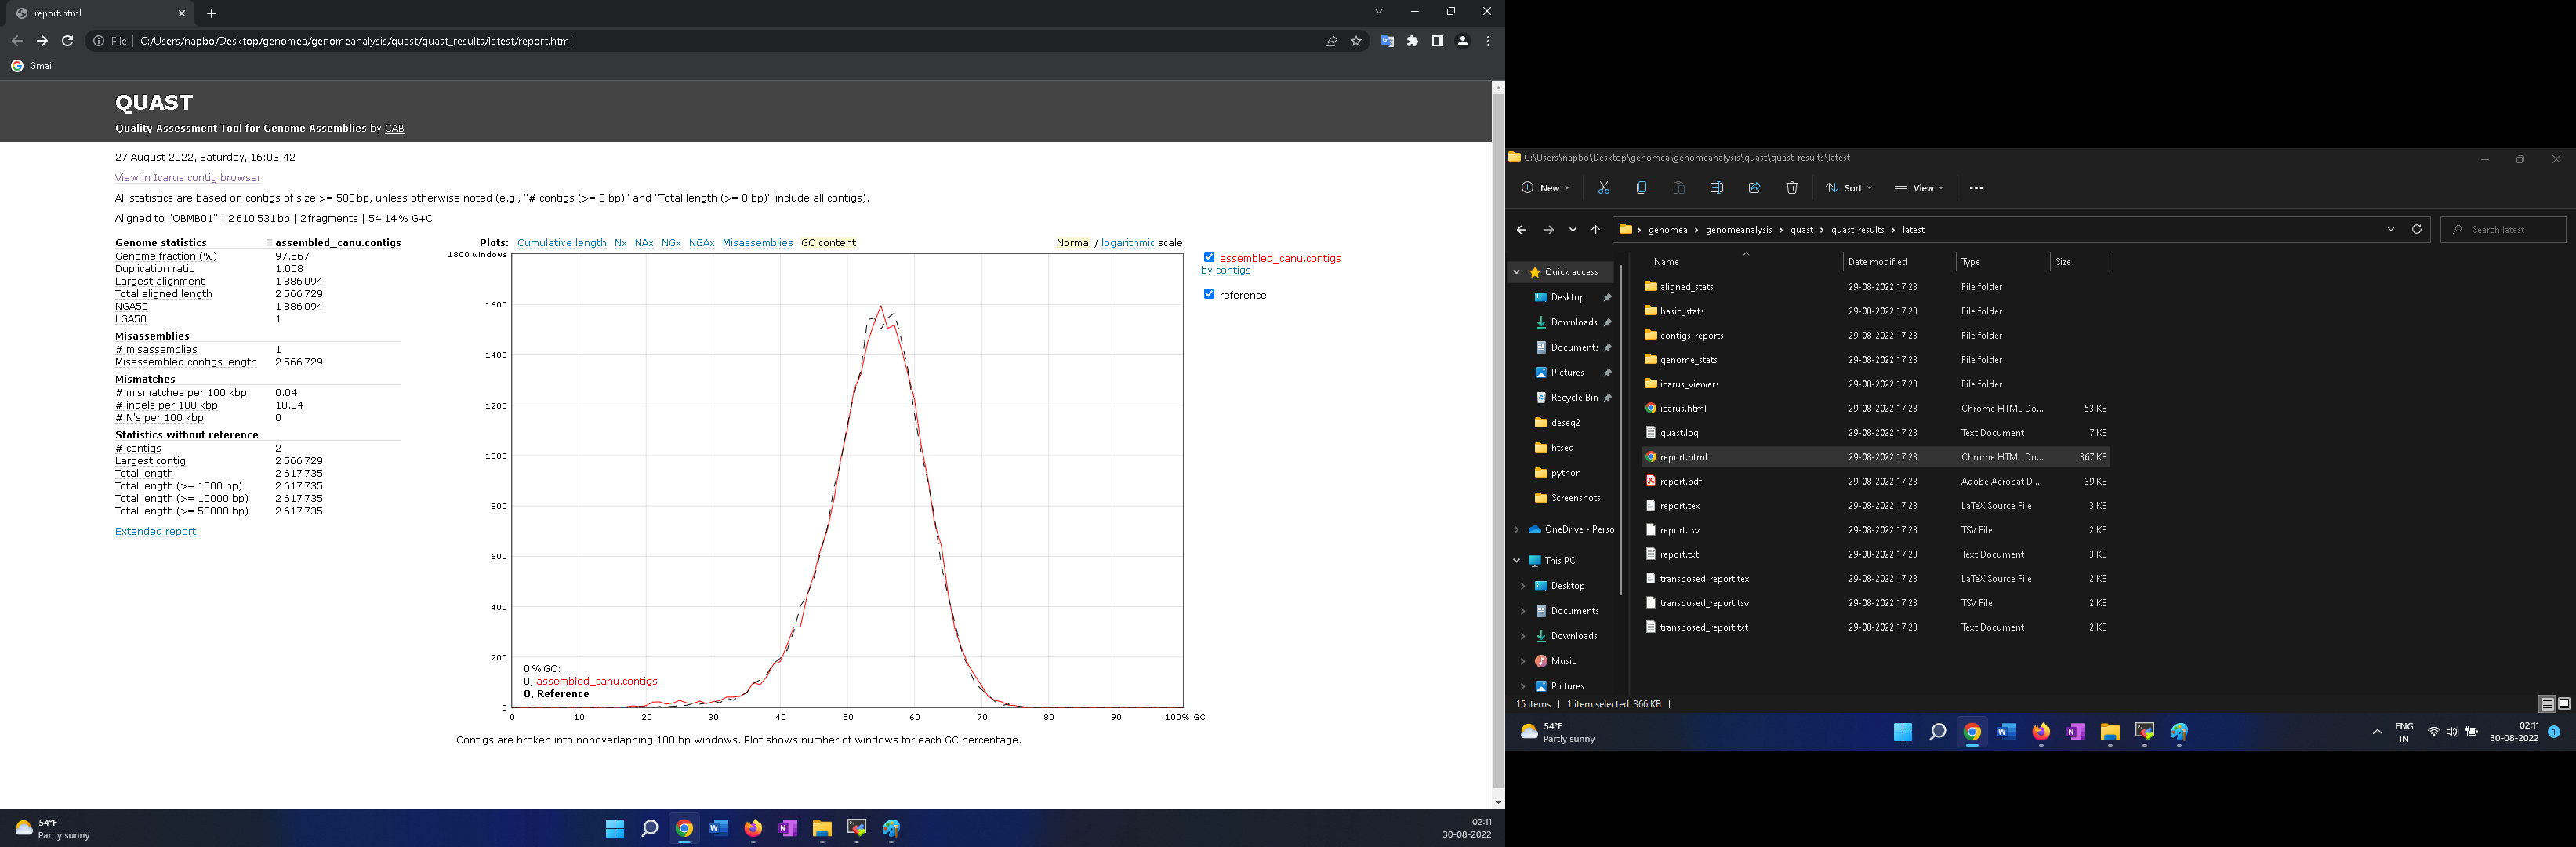 report.html
File | C:/Users/napbo/Desktop/genomea/genomeanalysis/quast/quast_results/latest/report.html
Gmail
QUAST
Quality Assessment Tool for Genome Assemblies by CAB
27 August 2022, Saturday, 16:03:42
View in Icarus contig browser
All statistics are based on contigs of size >= 500 bp, unless otherwise noted (e.g., "# contigs (>= 0 bp)" and "Total length (>= 0 bp)" include all contigs).
Aligned to "OBMB01" | 2 610 531 bp | 2 fragments | 54.14 % G+C
Genome statistics assembled_canu.contigs
Genome fraction (%) 97.567
Duplication ratio 1.008
Largest alignment 1 886 094
Total aligned length 2 566 729
NGA50 1 886 094
LGA50 1
Misassemblies
# misassemblies 1
Misassembled contigs length 2 566 729
Mismatches
# mismatches per 100 kbp 0.04
# indels per 100 kbp 10.84
# N's per 100 kbp 0
Statistics without reference
# contigs 2
Largest contig 2 566 729
Total length 2 617 735
Total length (>= 1000 bp) 2 617 735
Total length (>= 10000 bp) 2 617 735
Total length (>= 50000 bp) 2 617 735
Extended report
Plots: Cumulative length Nx NAx NGx NGAx Misassemblies GC content Normal / logarithmic scale
1800 windows
1600
1400
1200
1000
800
600
400
200
0
0 % GC:
0, assembled_canu.contigs
0, Reference
0 10 20 30 40 50 60 70 80 90 100% GC
Contigs are broken into nonoverlapping 100 bp windows. Plot shows number of windows for each GC percentage.
assembled_canu.contigs
by contigs
reference
54°F
Partly sunny
02:11
30-08-2022
C:\Users\napbo\Desktop\genomea\genomeanalysis\quast\quast_results\latest
New Sort View
genomea › genomeanalysis › quast › quast_results › latest
Search latest
Quick access
Desktop
Downloads
Documents
Pictures
Recycle Bin
deseq2
htseq
python
Screenshots
OneDrive - Perso
This PC
Desktop
Documents
Downloads
Music
Pictures
Name Date modified Type Size
aligned_stats 29-08-2022 17:23 File folder
basic_stats 29-08-2022 17:23 File folder
contigs_reports 29-08-2022 17:23 File folder
genome_stats 29-08-2022 17:23 File folder
icarus_viewers 29-08-2022 17:23 File folder
icarus.html 29-08-2022 17:23 Chrome HTML Do... 53 KB
quast.log 29-08-2022 17:23 Text Document 7 KB
report.html 29-08-2022 17:23 Chrome HTML Do... 367 KB
report.pdf 29-08-2022 17:23 Adobe Acrobat D... 39 KB
report.tex 29-08-2022 17:23 LaTeX Source File 3 KB
report.tsv 29-08-2022 17:23 TSV File 2 KB
report.txt 29-08-2022 17:23 Text Document 3 KB
transposed_report.tex 29-08-2022 17:23 LaTeX Source File 2 KB
transposed_report.tsv 29-08-2022 17:23 TSV File 2 KB
transposed_report.txt 29-08-2022 17:23 Text Document 2 KB
15 items | 1 item selected 366 KB |
54°F
Partly sunny
ENG
IN
02:11
30-08-2022
1